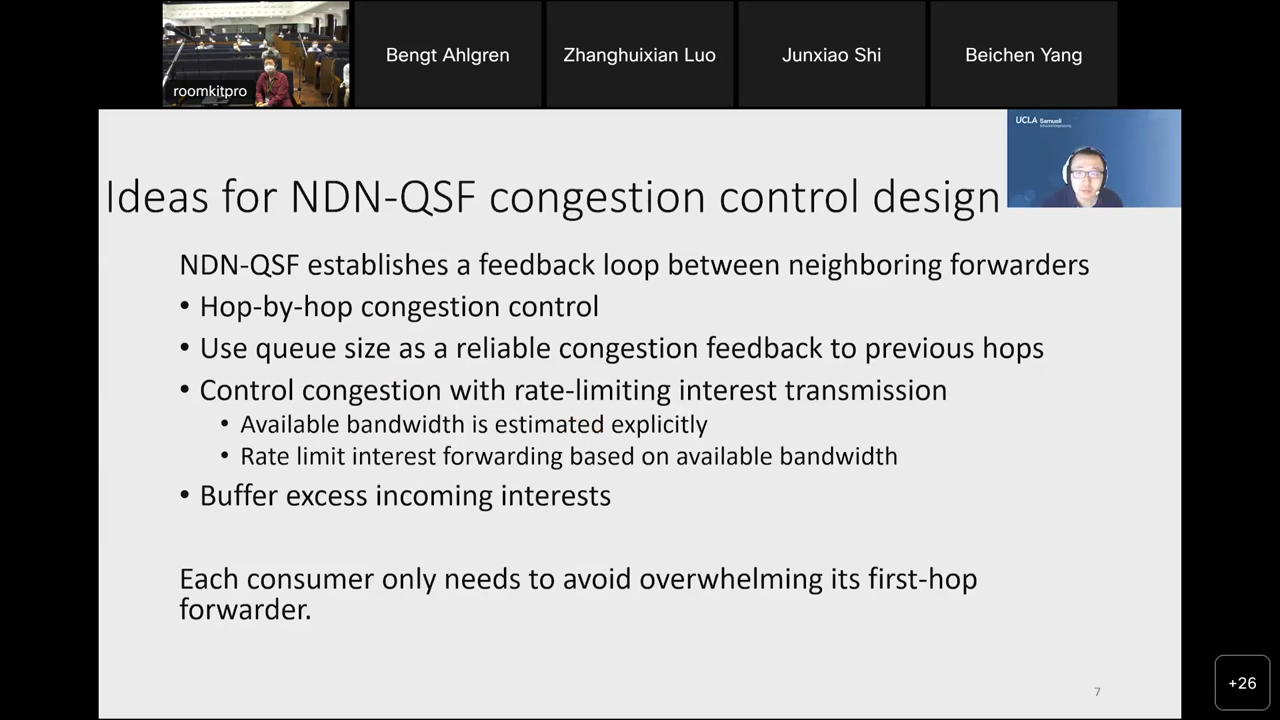 roomkitpro
Bengt Ahlgren
Zhanghuixian Luo
Junxiao Shi
Beichen Yang
UCLA Samueli
Ideas for NDN-QSF congestion control design
NDN-QSF establishes a feedback loop between neighboring forwarders
• Hop-by-hop congestion control
• Use queue size as a reliable congestion feedback to previous hops
• Control congestion with rate-limiting interest transmission
• Available bandwidth is estimated explicitly
• Rate limit interest forwarding based on available bandwidth
• Buffer excess incoming interests
Each consumer only needs to avoid overwhelming its first-hop
forwarder.
7
+26